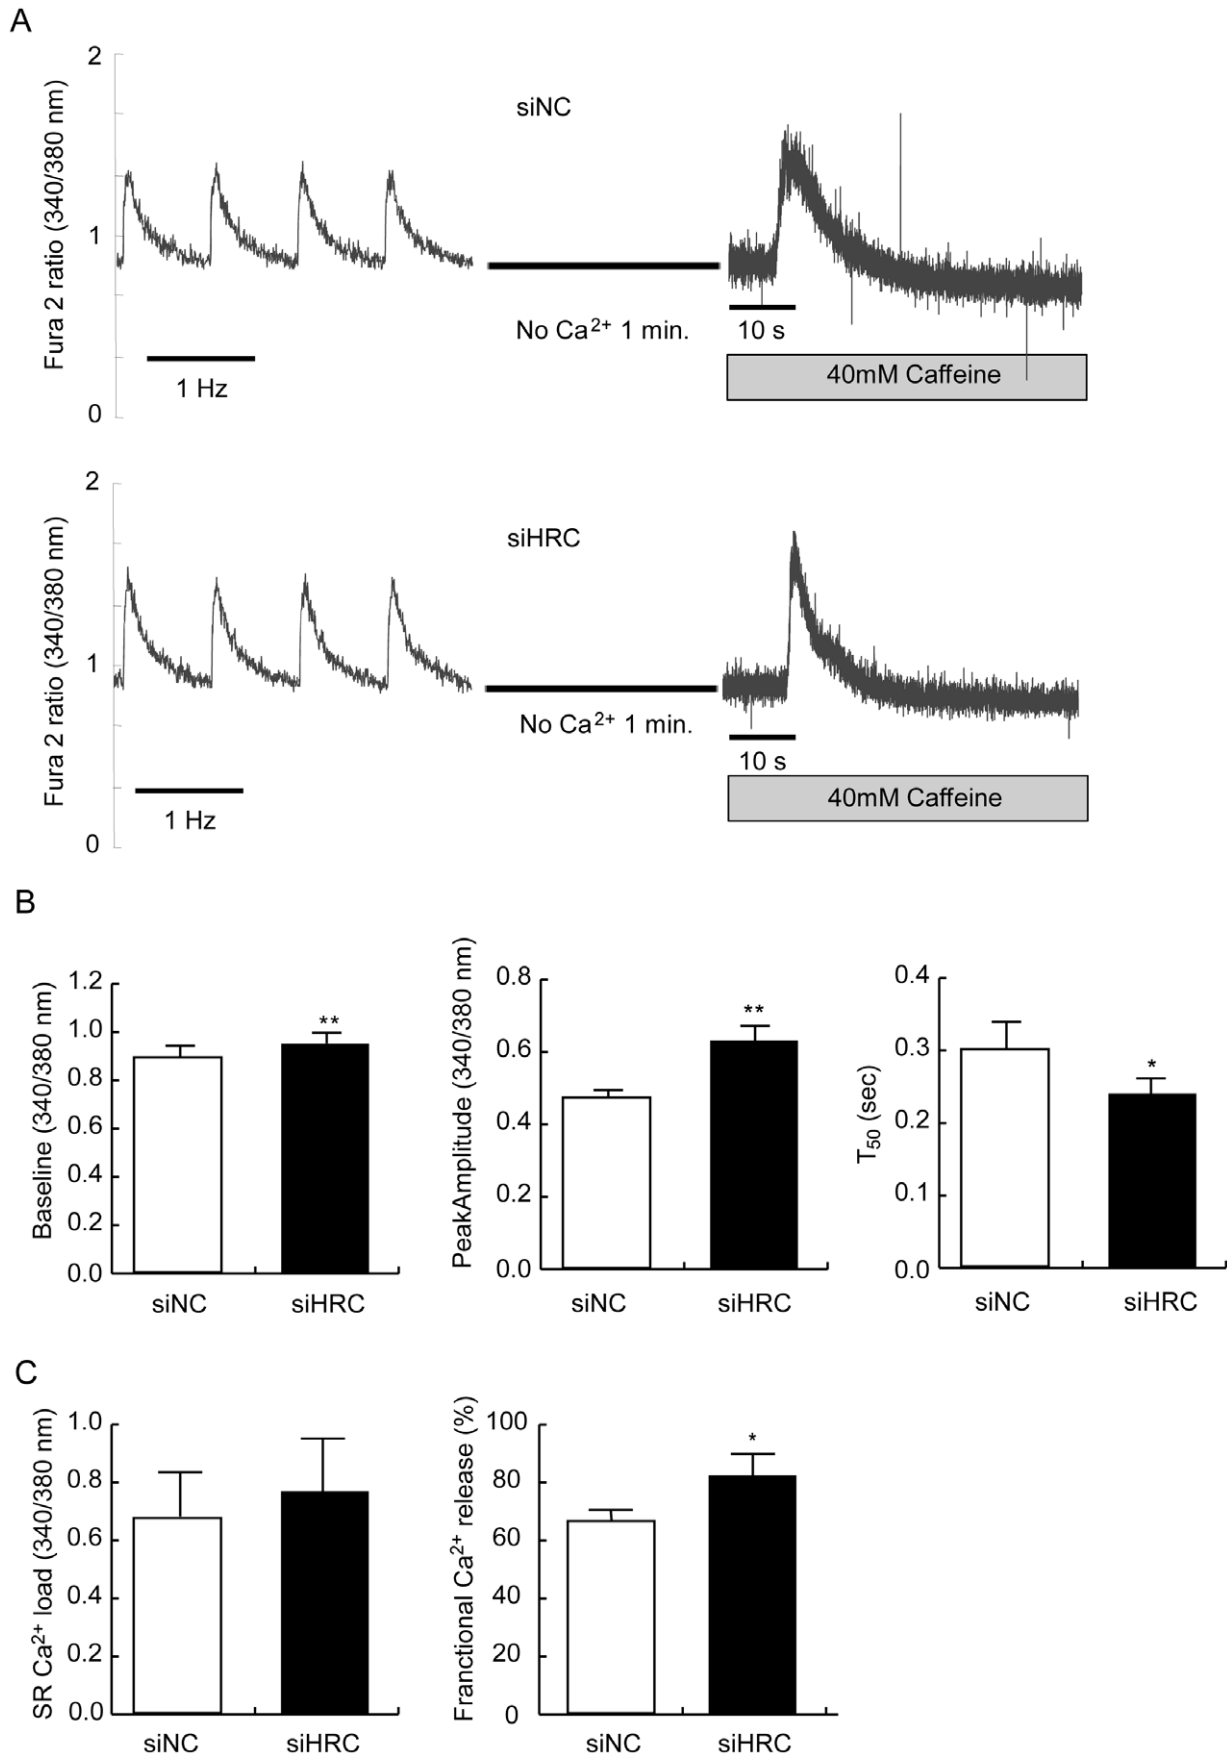 A
2
1
0
Fura 2 ratio (340/380 nm)
siNC
No Ca²⁺ 1 min.
10 s
1 Hz
40mM Caffeine
2
1
0
Fura 2 ratio (340/380 nm)
siHRC
No Ca²⁺ 1 min.
10 s
1 Hz
40mM Caffeine
B
Baseline (340/380 nm)
1.2
1.0
0.8
0.6
0.4
0.2
0.0
**
siNC siHRC
PeakAmplitude (340/380 nm)
0.8
0.6
0.4
0.2
0.0
**
siNC siHRC
T₅₀ (sec)
0.4
0.3
0.2
0.1
0.0
*
siNC siHRC
C
SR Ca²⁺ load (340/380 nm)
1.0
0.8
0.6
0.4
0.2
0.0
siNC siHRC
Franctional Ca²⁺ release (%)
100
80
60
40
20
0
*
siNC siHRC